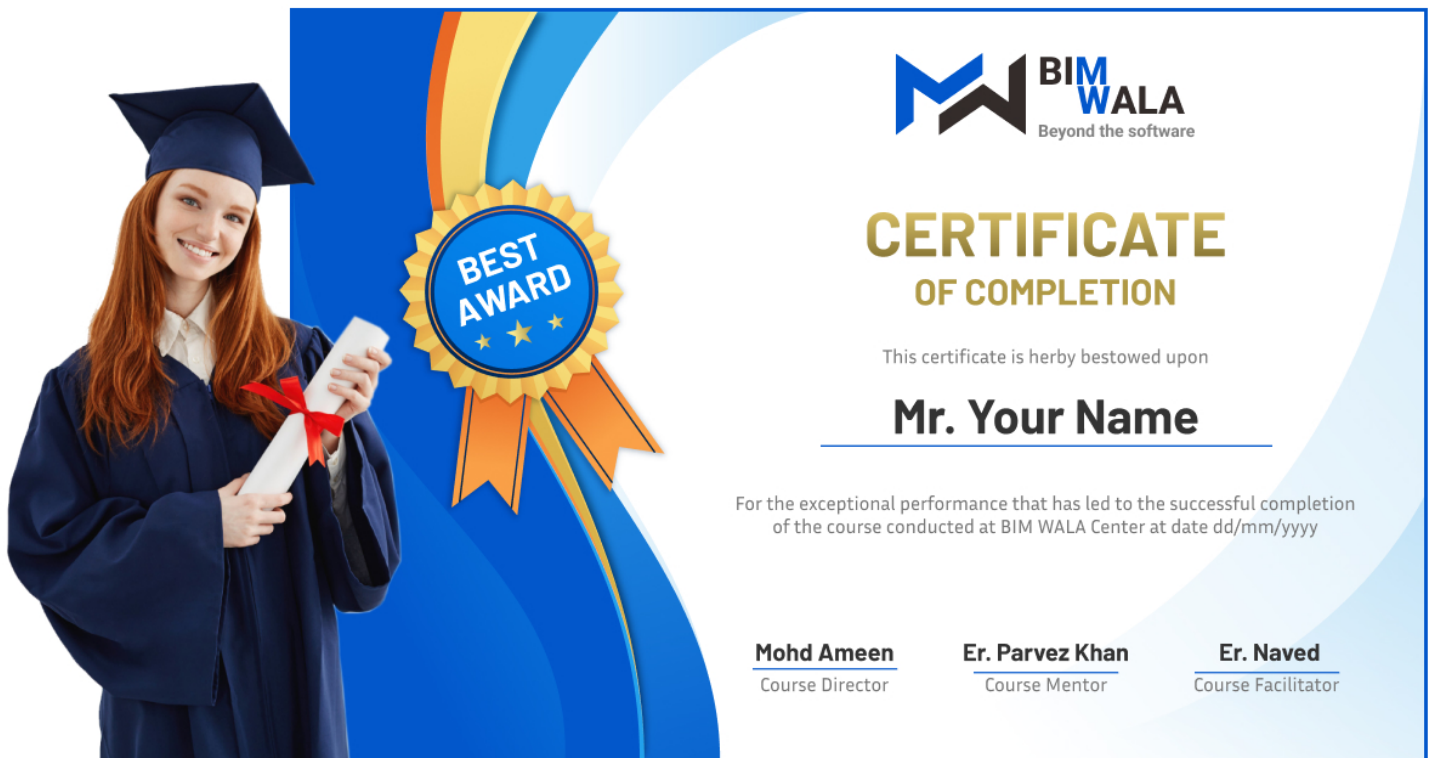 BIM
WALA
Beyond the software
BEST
AWARD
CERTIFICATE
OF COMPLETION
This certificate is herby bestowed upon
Mr. Your Name
For the exceptional performance that has led to the successful completion
of the course conducted at BIM WALA Center at date dd/mm/yyyy
Mohd Ameen
Course Director
Er. Parvez Khan
Course Mentor
Er. Naved
Course Facilitator